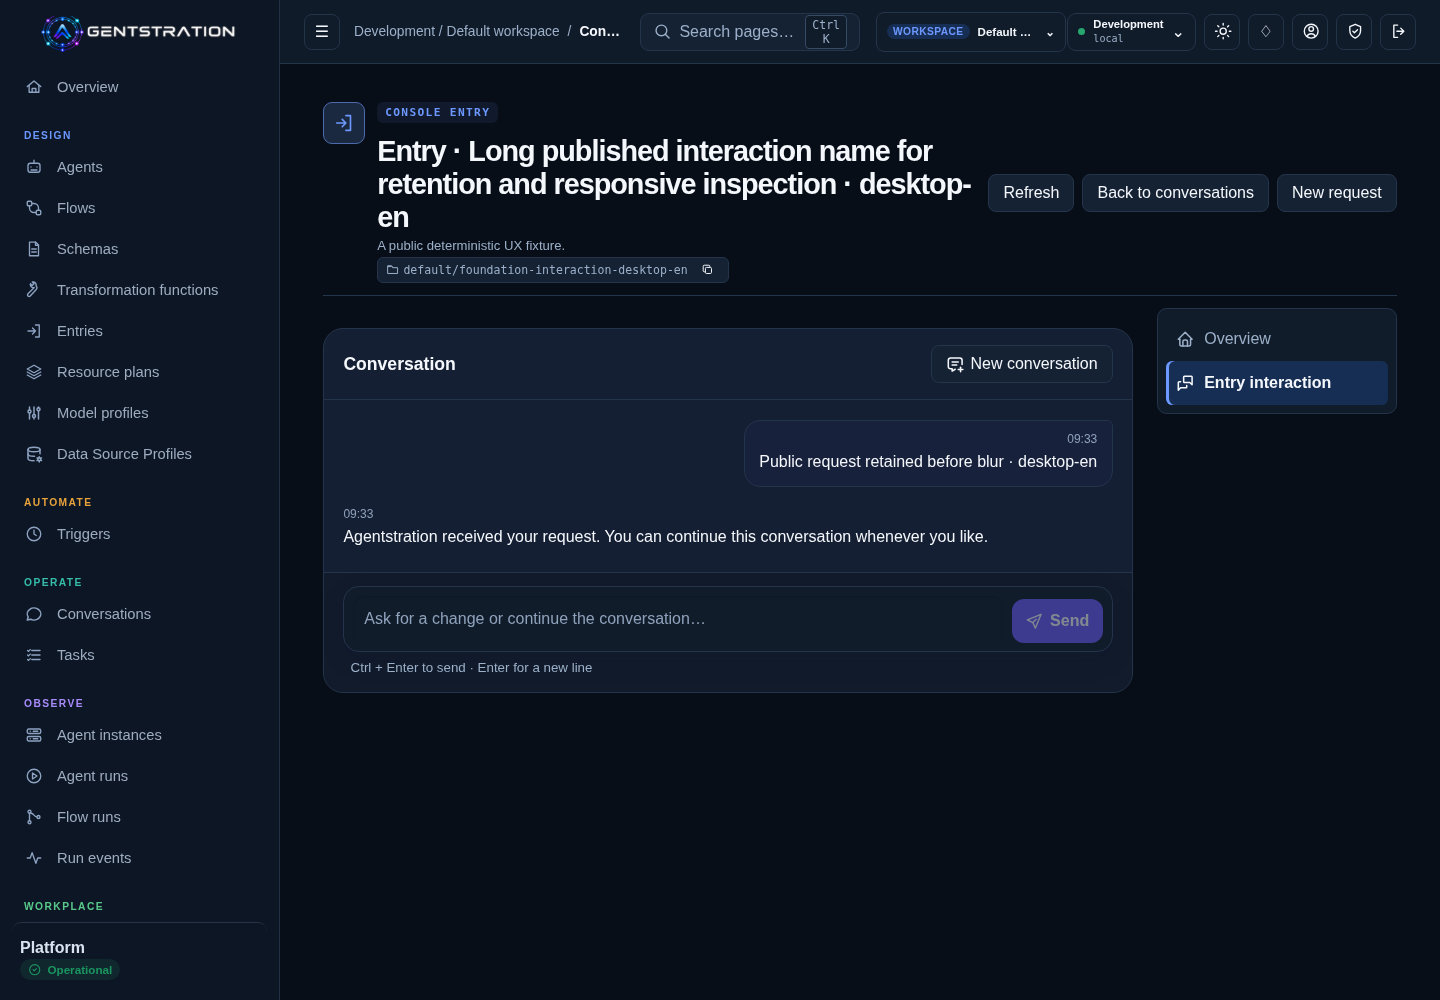 GENTSTRATION
Overview
DESIGN
Agents
Flows
Schemas
Transformation functions
Entries
Resource plans
Model profiles
Data Source Profiles
AUTOMATE
Triggers
OPERATE
Conversations
Tasks
OBSERVE
Agent instances
Agent runs
Flow runs
Run events
WORKPLACE
Platform
Operational
Development / Default workspace / Con…
Search pages…
Ctrl
K
WORKSPACE Default …
Development
local
CONSOLE ENTRY
Entry · Long published interaction name for
retention and responsive inspection · desktop-
en
A public deterministic UX fixture.
default/foundation-interaction-desktop-en
Refresh
Back to conversations
New request
Conversation
New conversation
09:33
Public request retained before blur · desktop-en
09:33
Agentstration received your request. You can continue this conversation whenever you like.
Ask for a change or continue the conversation…
Send
Ctrl + Enter to send · Enter for a new line
Overview
Entry interaction